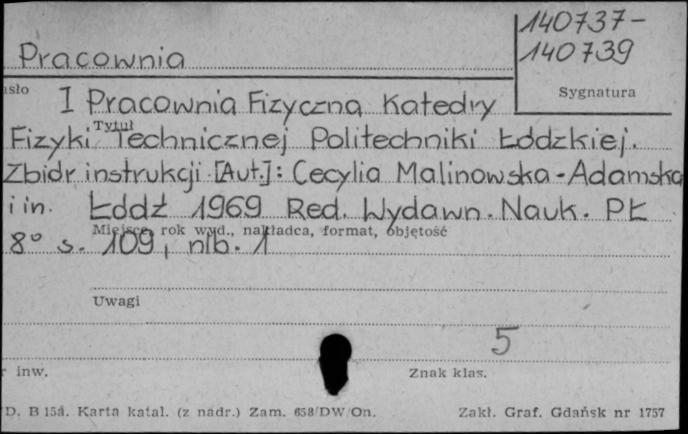 140737-
Pracownia 140739
Sygnatura
I Pracownia Fizyczna Katedry
Tytuł
Fizyki Technicznej Politechniki Łódzkiej.
Zbiór instrukcji [Aut.]: Cecylia Malinowska-Adamska
i in. Łódź 1969 Red. Wydawn. Nauk. PŁ
Miejsce, rok wyd., nakładca, format, objętość
8° s. 109, nlb. 1
Uwagi
5
inw. Znak klas.
D. B 15a. Karta katal. (z nadr.) Zam. 658/DW/On. Zakł. Graf. Gdańsk nr 1757